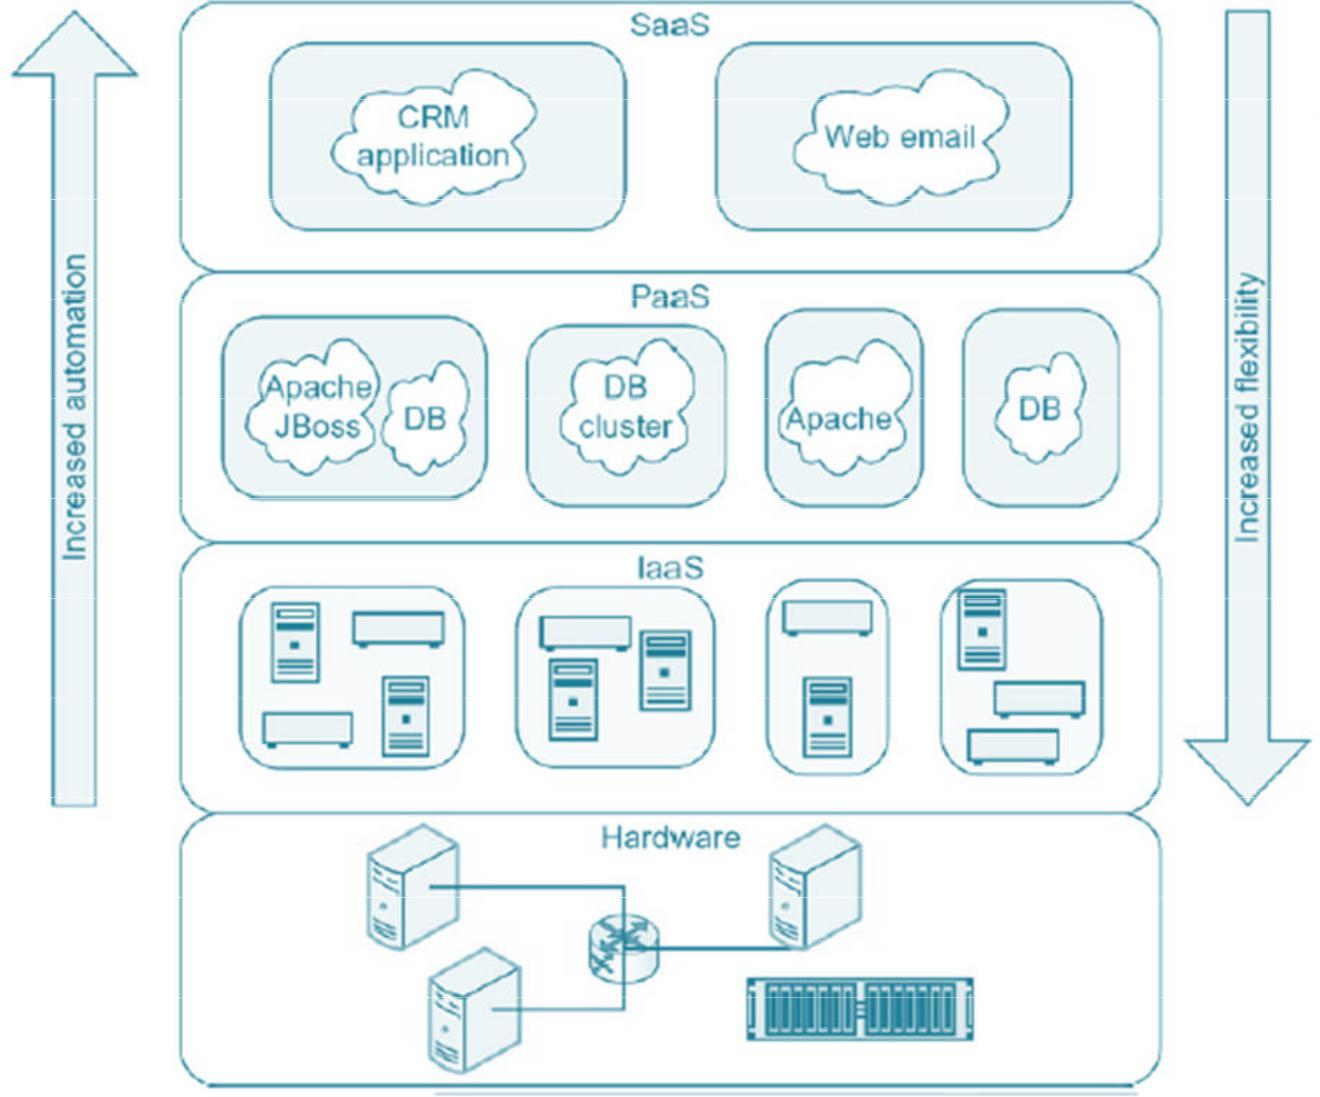 SaaS
CRM
application
Web email
PaaS
Apache
JBoss
DB
DB
cluster
Apache
DB
IaaS
Hardware
Increased automation
Increased flexibility